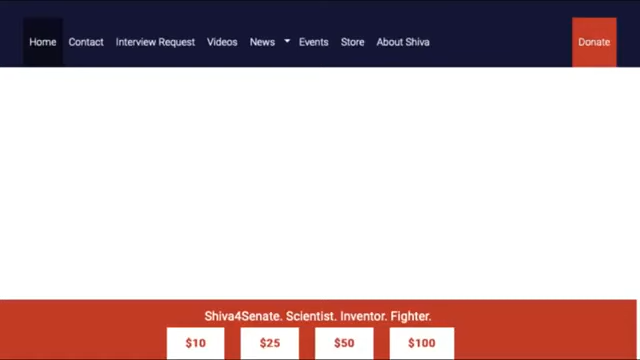 Home Contact Interview Request Videos News Events Store About Shiva Donate
Shiva4Senate. Scientist. Inventor. Fighter.
$10 $25 $50 $100